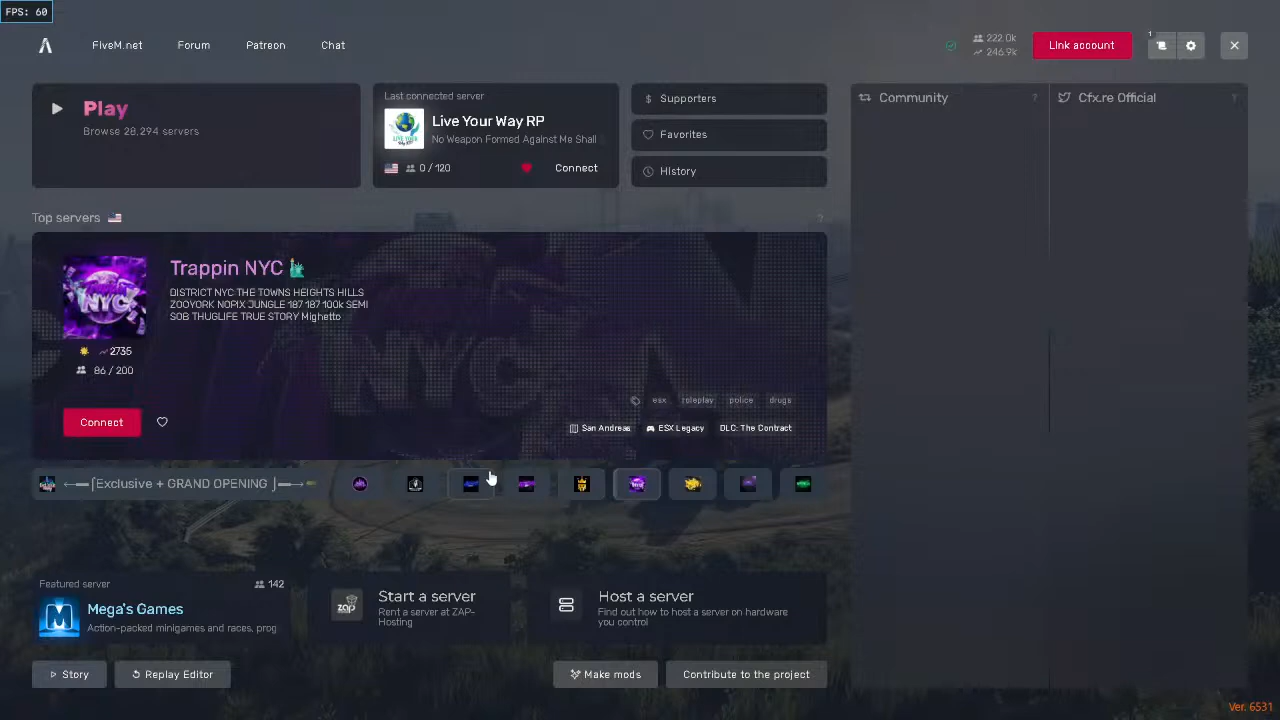 FPS: 60
FiveM.net
Forum
Patreon
Chat
222.0k
246.9k
Link account
1
Play
Browse 28,294 servers
Last connected server
Live Your Way RP
No Weapon Formed Against Me Shall
0 / 120
Connect
$ Supporters
Favorites
History
Community
?
Cfx.re Official
?
Top servers
?
Trappin NYC
DISTRICT NYC THE TOWNS HEIGHTS HILLS
ZOOYORK NOPIX JUNGLE 187 187 100k SEMI
SOB THUGLIFE TRUE STORY Mighetto
NYC
2735
86 / 200
Connect
esx
roleplay
police
drugs
San Andreas
ESX Legacy
DLC: The Contract
⟵⎯[Exclusive + GRAND OPENING ]⎯⟶
Featured server
142
Mega's Games
Action-packed minigames and races, prog
zap
Start a server
Rent a server at ZAP-
Hosting
Host a server
Find out how to host a server on hardware
you control
Story
Replay Editor
Make mods
Contribute to the project
Ver. 6531